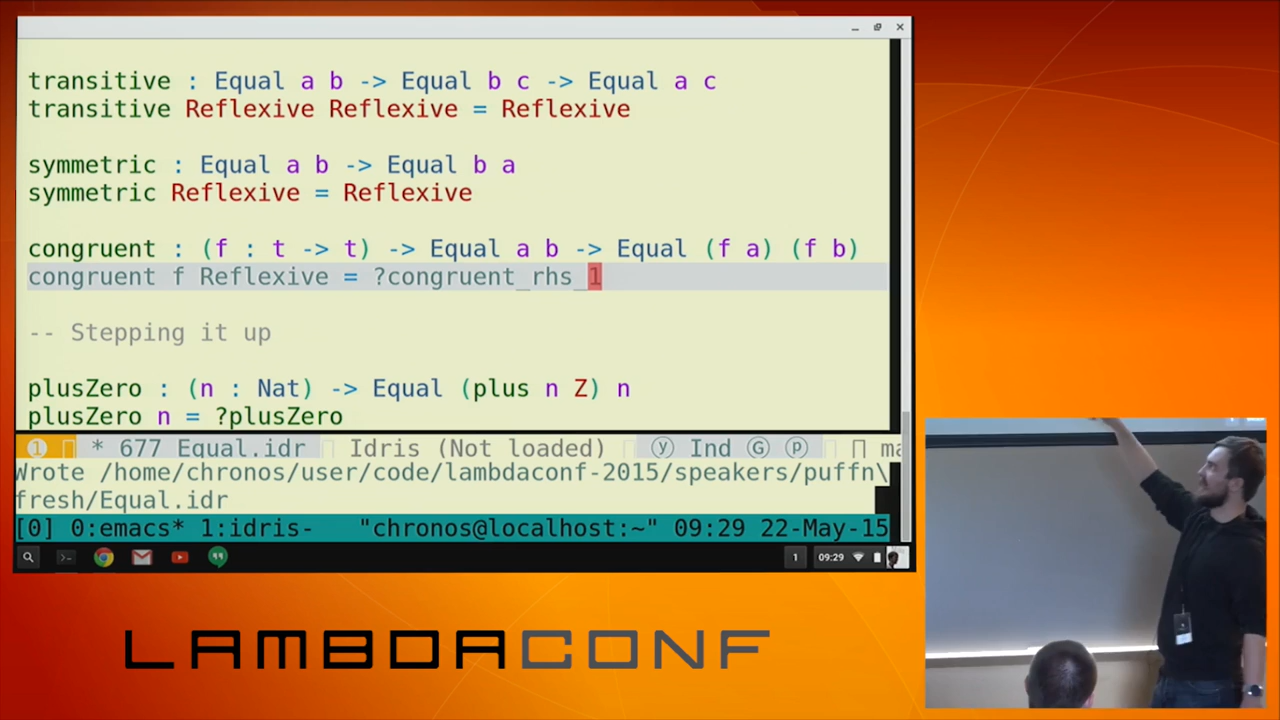 transitive : Equal a b -> Equal b c -> Equal a c
transitive Reflexive Reflexive = Reflexive
symmetric : Equal a b -> Equal b a
symmetric Reflexive = Reflexive
congruent : (f : t -> t) -> Equal a b -> Equal (f a) (f b)
congruent f Reflexive = ?congruent_rhs_1
-- Stepping it up
plusZero : (n : Nat) -> Equal (plus n Z) n
plusZero n = ?plusZero
1 * 677 Equal.idr Idris (Not loaded) y Ind G p ma
Wrote /home/chronos/user/code/lambdaconf-2015/speakers/puffn\
fresh/Equal.idr
[0] 0:emacs* 1:idris- "chronos@localhost:~" 09:29 22-May-15
1 09:29
LAMBDACONF